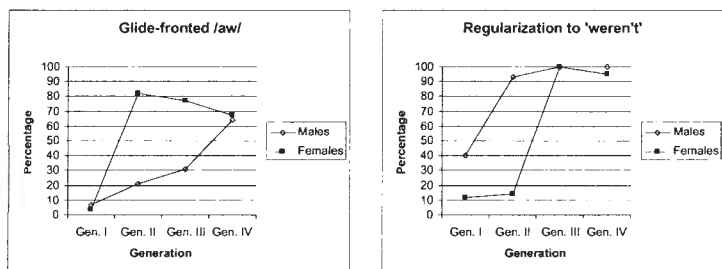 Glide-fronted /aw/
100
90
80
70
60
50
40
30
20
10
0
Percentage
Gen. I Gen. II Gen. III Gen. IV
Generation
Males
Females
Regularization to 'weren't'
100
90
80
70
60
50
40
30
20
10
0
Percentage
Gen. I Gen. II Gen. III Gen. IV
Generation
Males
Females